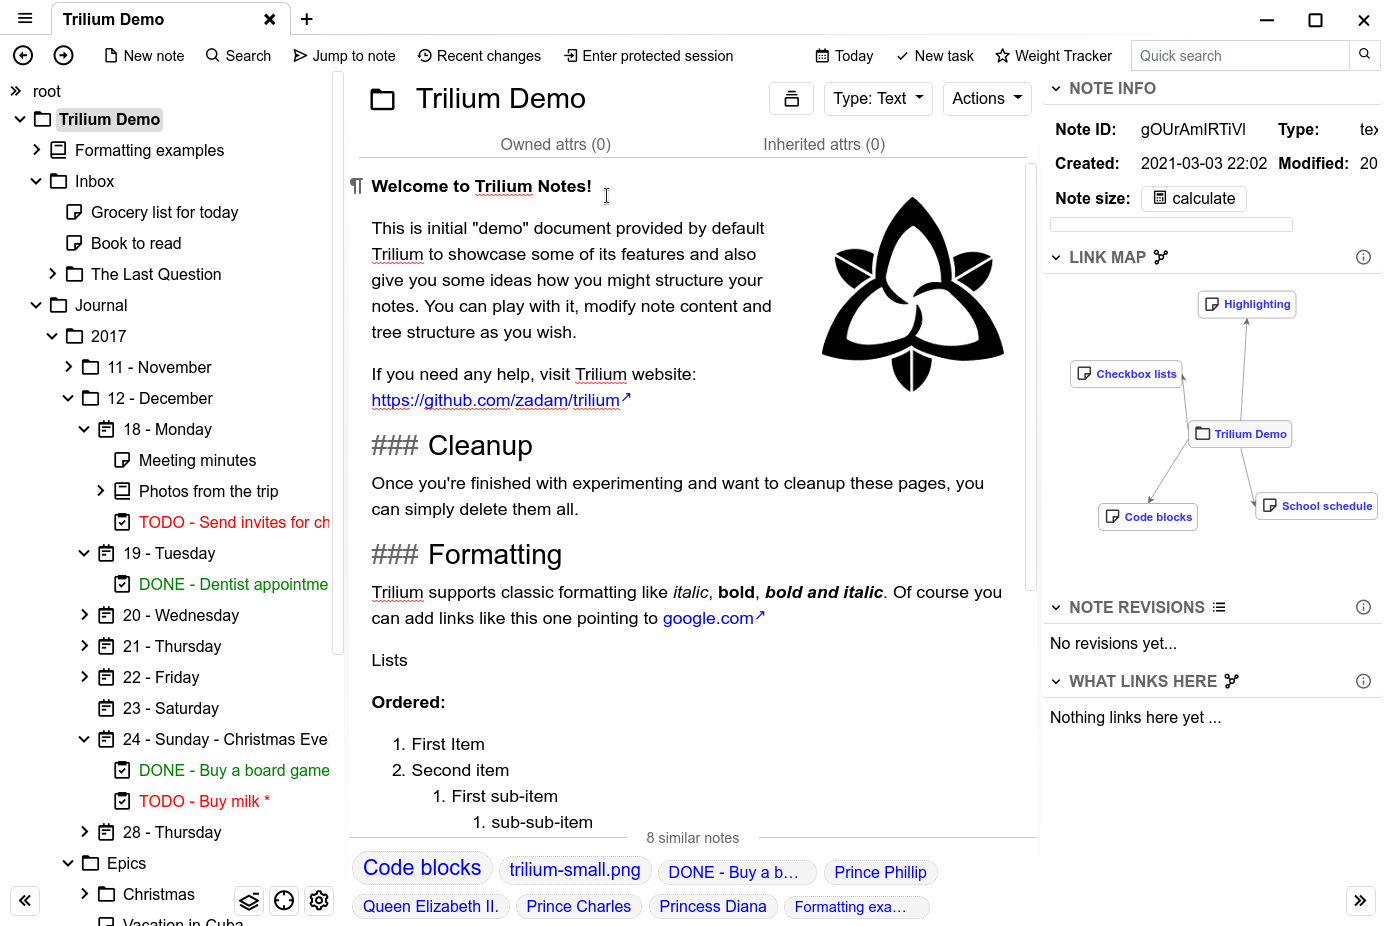 Trilium Demo
New note
Search
Jump to note
Recent changes
Enter protected session
Today
New task
Weight Tracker
Quick search
root
Trilium Demo
Formatting examples
Inbox
Grocery list for today
Book to read
The Last Question
Journal
2017
11 - November
12 - December
18 - Monday
Meeting minutes
Photos from the trip
TODO - Send invites for ch
19 - Tuesday
DONE - Dentist appointme
20 - Wednesday
21 - Thursday
22 - Friday
23 - Saturday
24 - Sunday - Christmas Eve
DONE - Buy a board game
TODO - Buy milk *
28 - Thursday
Epics
Christmas
Vacation in Cuba
Trilium Demo
Type: Text
Actions
Owned attrs (0)
Inherited attrs (0)
¶ Welcome to Trilium Notes!
This is initial "demo" document provided by default
Trilium to showcase some of its features and also
give you some ideas how you might structure your
notes. You can play with it, modify note content and
tree structure as you wish.
If you need any help, visit Trilium website:
https://github.com/zadam/trilium
### Cleanup
Once you're finished with experimenting and want to cleanup these pages, you
can simply delete them all.
### Formatting
Trilium supports classic formatting like italic, bold, bold and italic. Of course you
can add links like this one pointing to google.com
Lists
Ordered:
1. First Item
2. Second item
1. First sub-item
1. sub-sub-item
8 similar notes
Code blocks
trilium-small.png
DONE - Buy a b…
Prince Phillip
Queen Elizabeth II.
Prince Charles
Princess Diana
Formatting exa…
NOTE INFO
Note ID: gOUrAmIRTiVl Type: tex
Created: 2021-03-03 22:02 Modified: 20
Note size: calculate
LINK MAP
Highlighting
Checkbox lists
Trilium Demo
School schedule
Code blocks
NOTE REVISIONS
No revisions yet...
WHAT LINKS HERE
Nothing links here yet ...